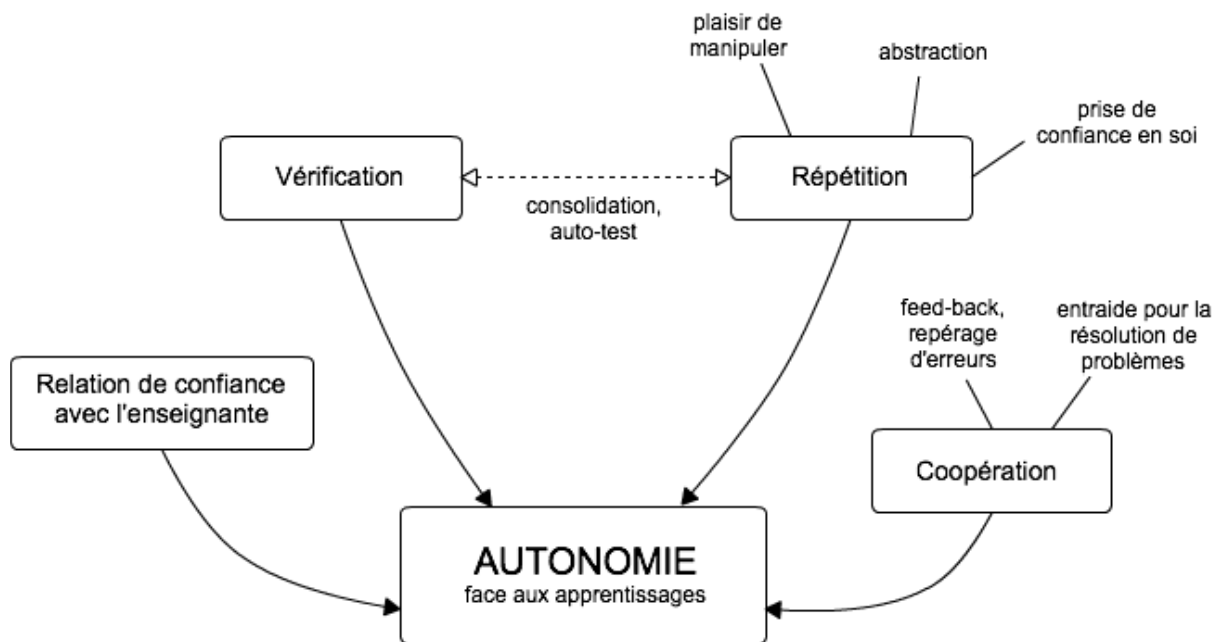 plaisir de
manipuler
abstraction
prise de
confiance en soi
Vérification
Répétition
consolidation,
auto-test
feed-back,
repérage
d'erreurs
entraide pour la
résolution de
problèmes
Relation de confiance
avec l'enseignante
Coopération
AUTONOMIE
face aux apprentissages